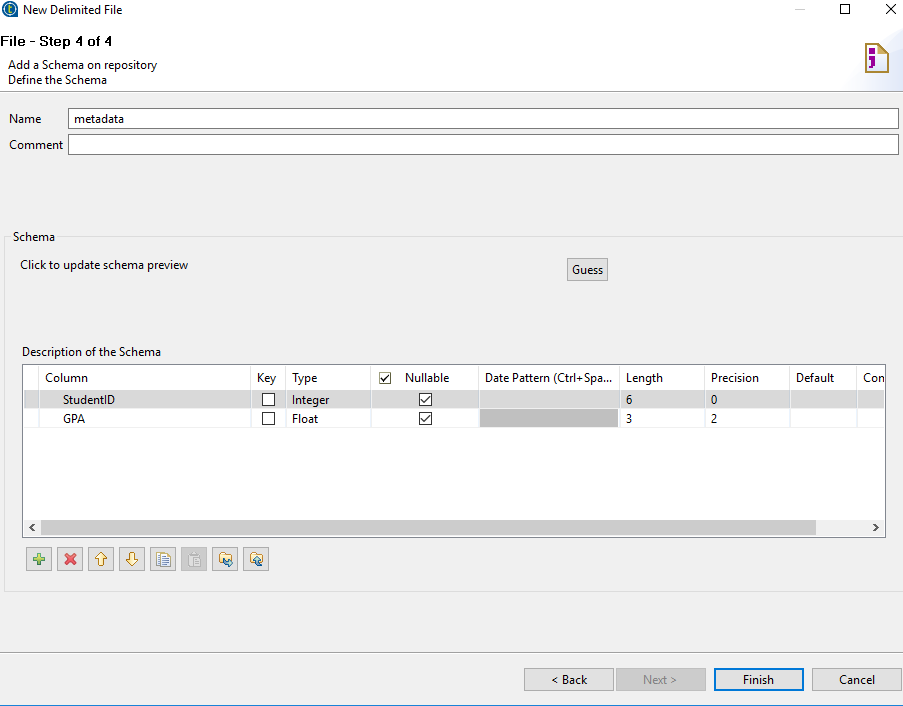 New Delimited File
File - Step 4 of 4
Add a Schema on repository
Define the Schema
Name metadata
Comment
Schema
Click to update schema preview Guess
Description of the Schema
Column Key Type Nullable Date Pattern (Ctrl+Spa... Length Precision Default Con
StudentID Integer 6 0
GPA Float 3 2
< Back Next > Finish Cancel